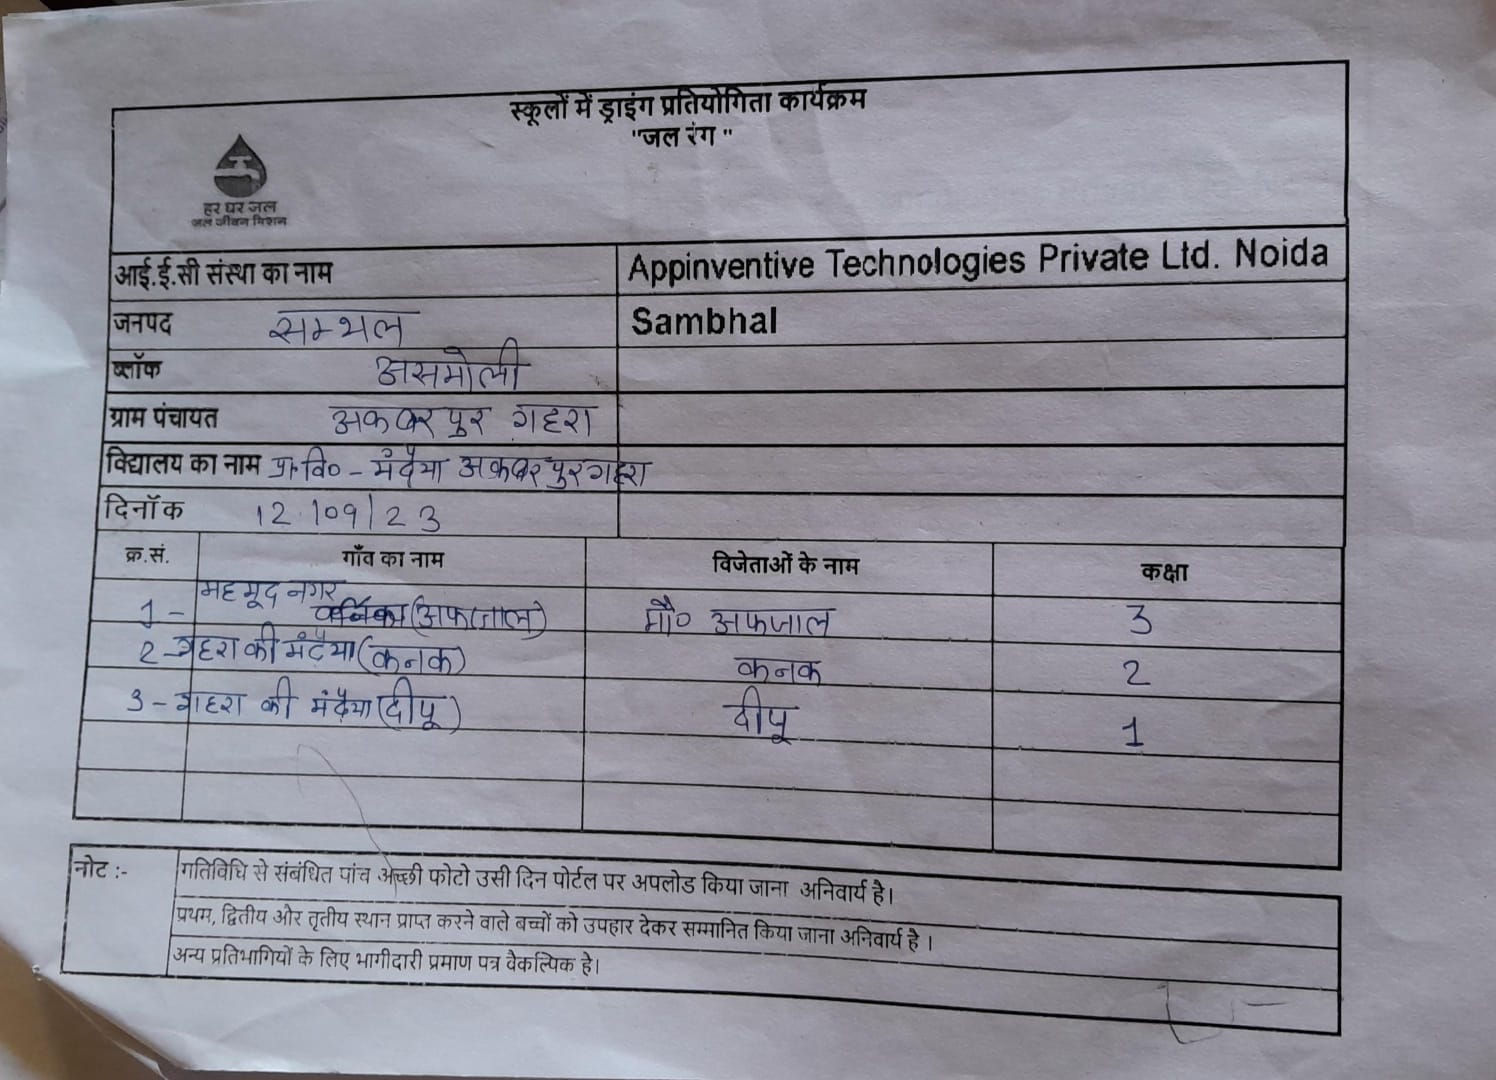 स्कूलों में ड्राइंग प्रतियोगिता कार्यक्रम
"जल रंग "
हर घर जल
जल जीवन मिशन
आई.ई.सी संस्था का नाम Appinventive Technologies Private Ltd. Noida
जनपद सम्भल Sambhal
ब्लॉक असमोली
ग्राम पंचायत अकबरपुर गहरा
विद्यालय का नाम प्रा० वि० - मंदैया अकबरपुर गहरा
दिनॉक 12/09/23
क्र.सं. गाँव का नाम विजेताओं के नाम कक्षा
महमूद नगर
1- (अफजाल) मौ० अफजाल 3
2- गहरा की मंदैया (कनक) कनक 2
3- गहरा की मंदैया (दीपू) दीपू 1
नोट :- गतिविधि से संबंधित पांच अच्छी फोटो उसी दिन पोर्टल पर अपलोड किया जाना अनिवार्य है।
प्रथम, द्वितीय और तृतीय स्थान प्राप्त करने वाले बच्चों को उपहार देकर सम्मानित किया जाना अनिवार्य है ।
अन्य प्रतिभागियों के लिए भागीदारी प्रमाण पत्र वैकल्पिक है।